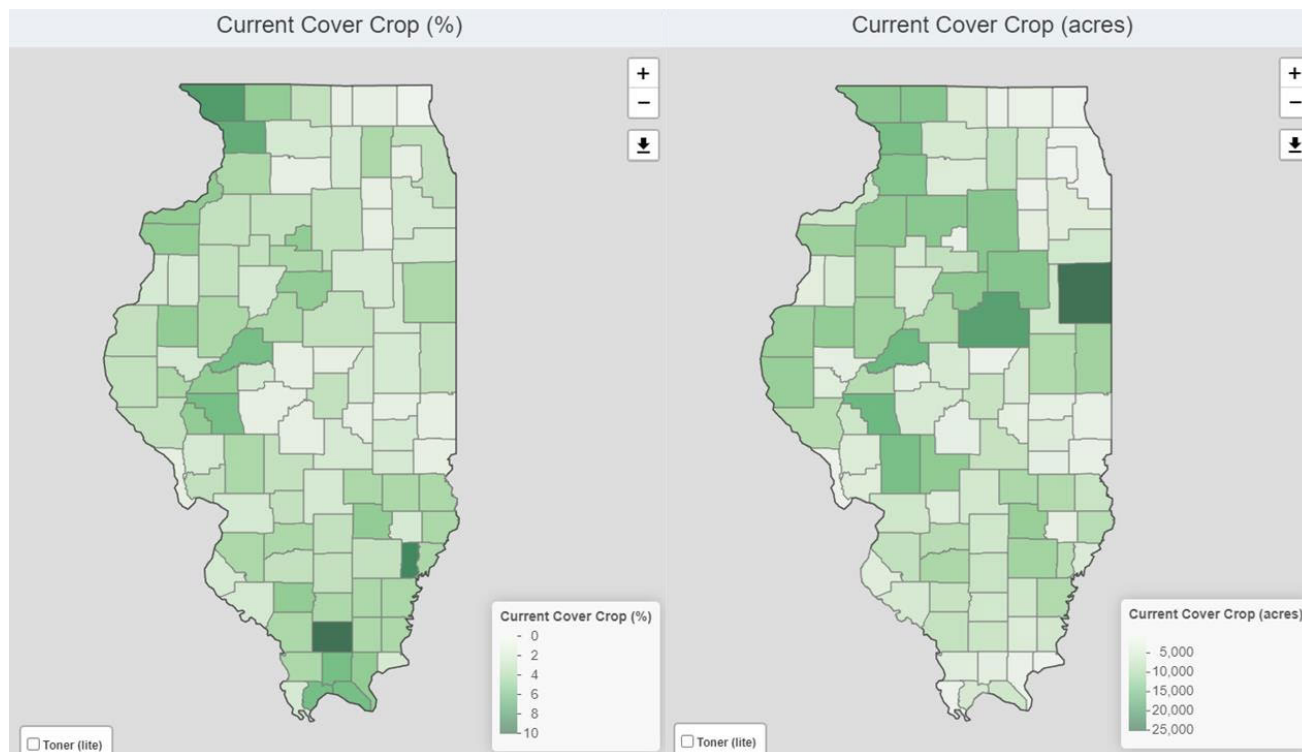 Current Cover Crop (%)
+
−
Current Cover Crop (%)
0
2
4
6
8
10
Toner (lite)
Current Cover Crop (acres)
+
−
Current Cover Crop (acres)
5,000
10,000
15,000
20,000
25,000
Toner (lite)